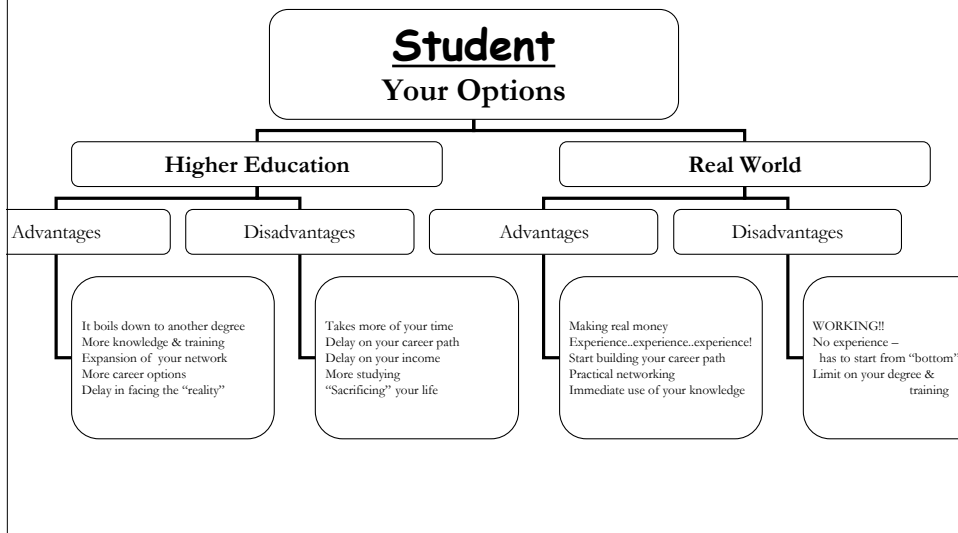 Student
Your Options
Higher Education
Real World
Advantages
Disadvantages
Advantages
Disadvantages
It boils down to another degree
More knowledge & training
Expansion of your network
More career options
Delay in facing the “reality”
Takes more of your time
Delay on your career path
Delay on your income
More studying
“Sacrificing” your life
Making real money
Experience..experience..experience!
Start building your career path
Practical networking
Immediate use of your knowledge
WORKING!!
No experience –
has to start from “bottom”
Limit on your degree &
training